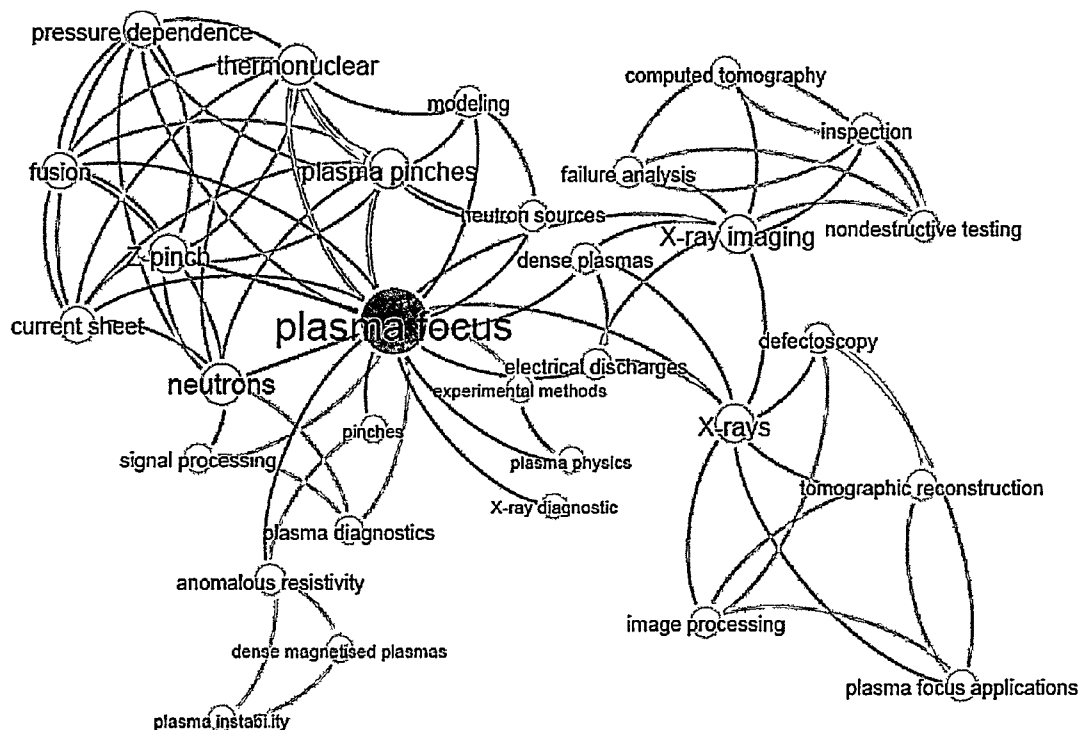 pressure dependence
thermonuclear
computed tomography
modeling
inspection
fusion
plasma pinches
failure analysis
neutron sources
nondestructive testing
X-ray imaging
Z-pinch
dense plasmas
current sheet
plasma focus
defectoscopy
electrical discharges
neutrons
experimental methods
X-rays
pinches
signal processing
plasma physics
tomographic reconstruction
X-ray diagnostic
plasma diagnostics
anomalous resistivity
image processing
dense magnetised plasmas
plasma focus applications
plasma instability